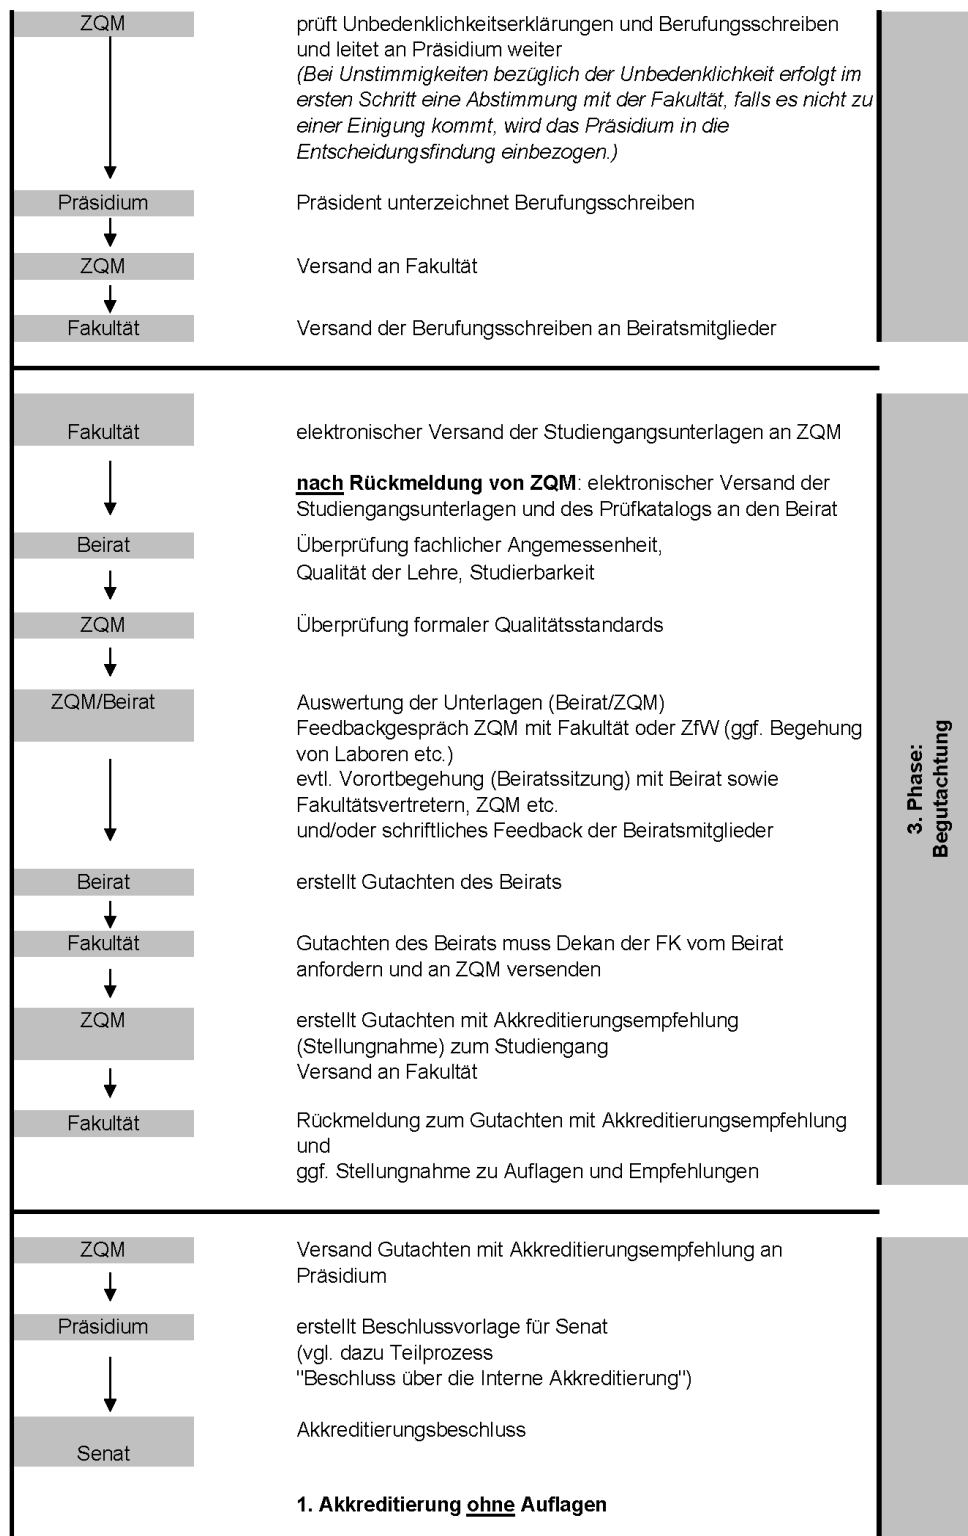 ZQM
prüft Unbedenklichkeitserklärungen und Berufungsschreiben
und leitet an Präsidium weiter
(Bei Unstimmigkeiten bezüglich der Unbedenklichkeit erfolgt im
ersten Schritt eine Abstimmung mit der Fakultät, falls es nicht zu
einer Einigung kommt, wird das Präsidium in die
Entscheidungsfindung einbezogen.)
Präsidium
Präsident unterzeichnet Berufungsschreiben
ZQM
Versand an Fakultät
Fakultät
Versand der Berufungsschreiben an Beiratsmitglieder
Fakultät
elektronischer Versand der Studiengangsunterlagen an ZQM
nach Rückmeldung von ZQM: elektronischer Versand der
Studiengangsunterlagen und des Prüfkatalogs an den Beirat
Beirat
Überprüfung fachlicher Angemessenheit,
Qualität der Lehre, Studierbarkeit
ZQM
Überprüfung formaler Qualitätsstandards
ZQM/Beirat
Auswertung der Unterlagen (Beirat/ZQM)
Feedbackgespräch ZQM mit Fakultät oder ZfW (ggf. Begehung
von Laboren etc.)
evtl. Vorortbegehung (Beiratssitzung) mit Beirat sowie
Fakultätsvertretern, ZQM etc.
und/oder schriftliches Feedback der Beiratsmitglieder
Beirat
erstellt Gutachten des Beirats
Fakultät
Gutachten des Beirats muss Dekan der FK vom Beirat
anfordern und an ZQM versenden
ZQM
erstellt Gutachten mit Akkreditierungsempfehlung
(Stellungnahme) zum Studiengang
Versand an Fakultät
Fakultät
Rückmeldung zum Gutachten mit Akkreditierungsempfehlung
und
ggf. Stellungnahme zu Auflagen und Empfehlungen
3. Phase:
Begutachtung
ZQM
Versand Gutachten mit Akkreditierungsempfehlung an
Präsidium
Präsidium
erstellt Beschlussvorlage für Senat
(vgl. dazu Teilprozess
"Beschluss über die Interne Akkreditierung")
Senat
Akkreditierungsbeschluss
1. Akkreditierung ohne Auflagen